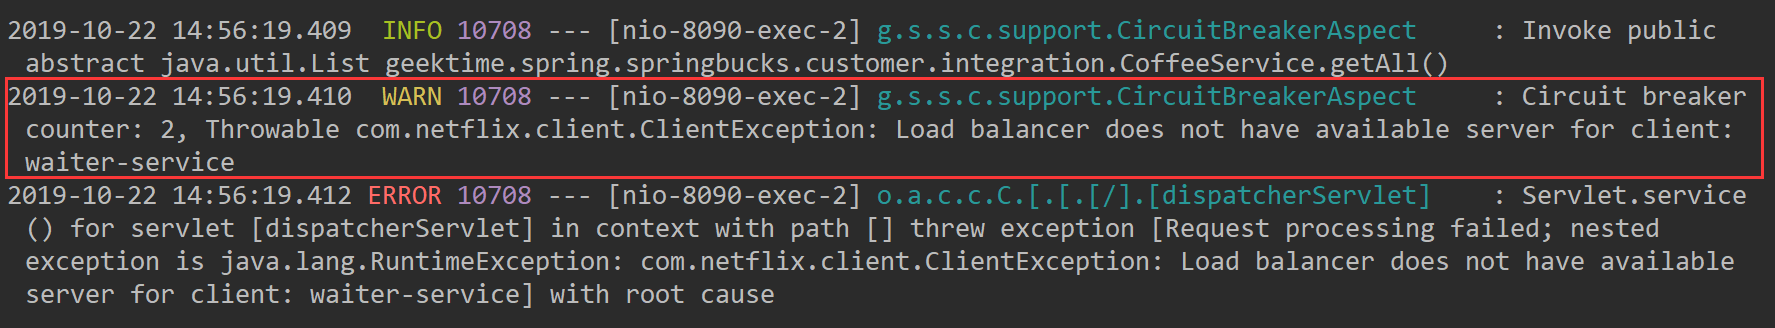 2019-10-22 14:56:19.409  INFO 10708 --- [nio-8090-exec-2] g.s.s.c.support.CircuitBreakerAspect     : Invoke public
abstract java.util.List geektime.spring.springbucks.customer.integration.CoffeeService.getAll()
2019-10-22 14:56:19.410  WARN 10708 --- [nio-8090-exec-2] g.s.s.c.support.CircuitBreakerAspect     : Circuit breaker
counter: 2, Throwable com.netflix.client.ClientException: Load balancer does not have available server for client:
waiter-service
2019-10-22 14:56:19.412 ERROR 10708 --- [nio-8090-exec-2] o.a.c.c.C.[.[.[/].[dispatcherServlet]    : Servlet.service
() for servlet [dispatcherServlet] in context with path [] threw exception [Request processing failed; nested
exception is java.lang.RuntimeException: com.netflix.client.ClientException: Load balancer does not have available
server for client: waiter-service] with root cause